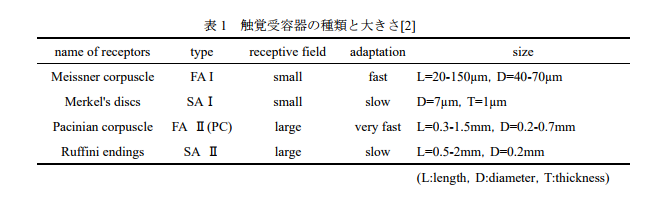 表 1　触覚受容器の種類と大きさ[2]
name of receptors type receptive field adaptation size
Meissner corpuscle FA Ⅰ small fast L=20-150μm, D=40-70μm
Merkel's discs SA Ⅰ small slow D=7μm, T=1μm
Pacinian corpuscle FA Ⅱ(PC) large very fast L=0.3-1.5mm, D=0.2-0.7mm
Ruffini endings SA Ⅱ large slow L=0.5-2mm, D=0.2mm
(L:length, D:diameter, T:thickness)